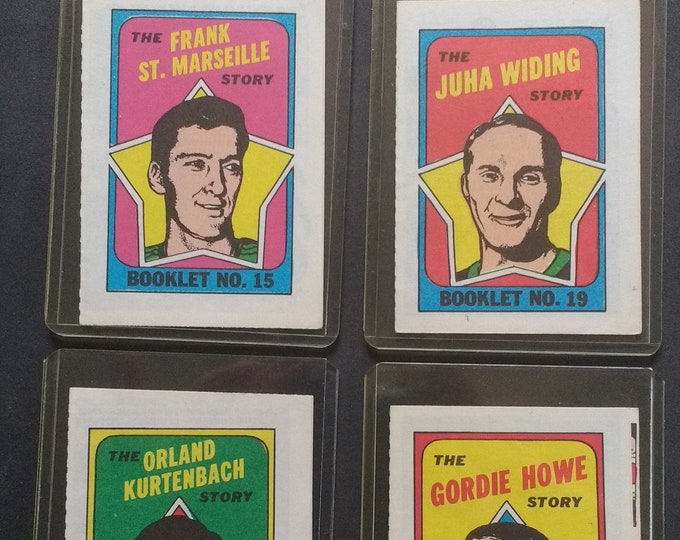 THE FRANK
ST. MARSEILLE
STORY
BOOKLET NO. 15
THE
JUHA WIDING
STORY
BOOKLET NO. 19
THE ORLAND
KURTENBACH
STORY
THE
GORDIE HOWE
STORY